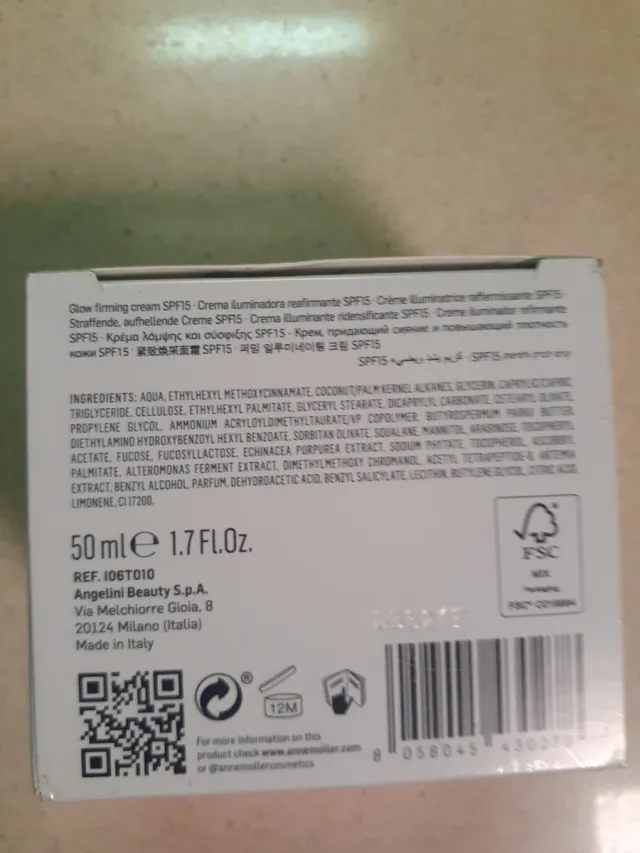 Glow firming cream SPF15 · Crema iluminadora reafirmante SPF15 · Crème illuminatrice raffermissante SPF15 ·
Straffende, aufhellende Creme SPF15 · Crema illuminante ridensificante SPF15 · Creme iluminador refirmante
SPF15 · Κρέμα λάμψης και σύσφιξης SPF15 · Крем, придающий сияние и повышающий плотность
кожи SPF15 · 紧致焕采面霜 SPF15 · 퍼밍 일루미네이팅 크림 SPF15
SPF15 كريم يشد ويضيء · SPF15
INGREDIENTS: AQUA, ETHYLHEXYL METHOXYCINNAMATE, COCONUT/PALM KERNEL ALKANES, GLYCERIN, CAPRYLIC/CAPRIC
TRIGLYCERIDE, CELLULOSE, ETHYLHEXYL PALMITATE, GLYCERYL STEARATE, DICAPRYLYL CARBONATE, CETEARYL OLIVATE,
PROPYLENE GLYCOL, AMMONIUM ACRYLOYLDIMETHYLTAURATE/VP COPOLYMER, BUTYROSPERMUM PARKII BUTTER,
DIETHYLAMINO HYDROXYBENZOYL HEXYL BENZOATE, SORBITAN OLIVATE, SQUALANE, MANNITOL, ARABINOSE, TOCOPHERYL
ACETATE, FUCOSE, FUCOSYLLACTOSE, ECHINACEA PURPUREA EXTRACT, SODIUM PHYTATE, TOCOPHEROL, ASCORBYL
PALMITATE, ALTEROMONAS FERMENT EXTRACT, DIMETHYLMETHOXY CHROMANOL, ACETYL TETRAPEPTIDE-9, ARTEMIA
EXTRACT, BENZYL ALCOHOL, PARFUM, DEHYDROACETIC ACID, BENZYL SALICYLATE, LECITHIN, BUTYLENE GLYCOL, CITRIC ACID,
LIMONENE, CI 17200.
50 ml e 1.7 Fl.Oz.
REF. I06T010
Angelini Beauty S.p.A.
Via Melchiorre Gioia, 8
20124 Milano (Italia)
Made in Italy
FSC
MIX
Packaging
®
12M
For more information on this
product check www.annemoller.com
or @annemollercosmetics
8 058045